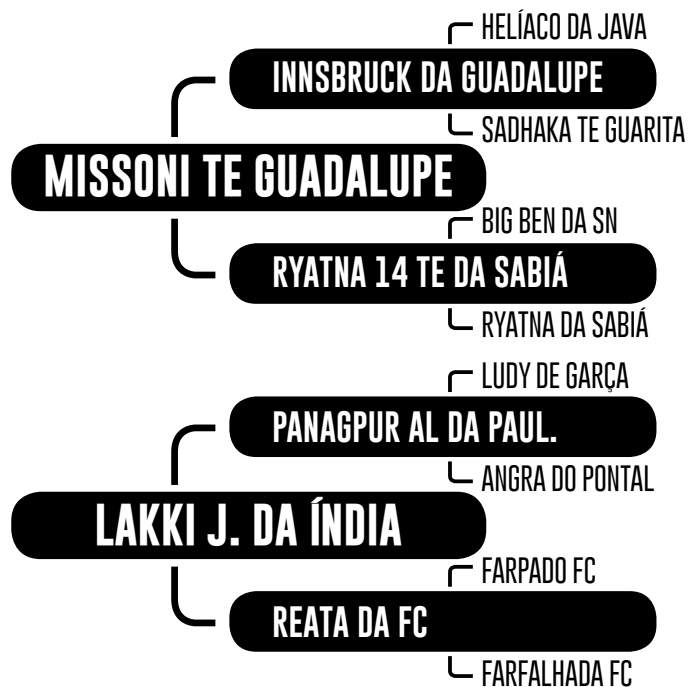 HELÍACO DA JAVA
INNSBRUCK DA GUADALUPE
SADHAKA TE GUARITA
MISSONI TE GUADALUPE
BIG BEN DA SN
RYATNA 14 TE DA SABIÁ
RYATNA DA SABIÁ
LUDY DE GARÇA
PANAGPUR AL DA PAUL.
ANGRA DO PONTAL
LAKKI J. DA ÍNDIA
FARPADO FC
REATA DA FC
FARFALHADA FC